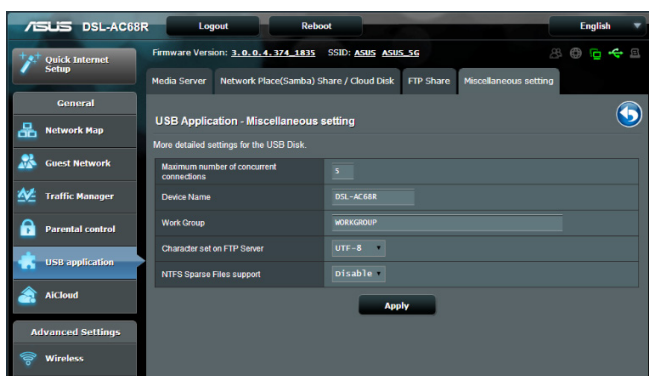 ASUS DSL-AC68R Logout Reboot English
Quick Internet Setup
Firmware Version: 3.0.0.4.374_1835 SSID: ASUS ASUS_5G
Media Server Network Place(Samba) Share / Cloud Disk FTP Share Miscellaneous setting
General
Network Map
Guest Network
Traffic Manager
Parental control
USB application
AiCloud
Advanced Settings
Wireless
USB Application - Miscellaneous setting
More detailed settings for the USB Disk.
Maximum number of concurrent connections 5
Device Name DSL-AC68R
Work Group WORKGROUP
Character set on FTP Server UTF-8
NTFS Sparse Files support Disable
Apply